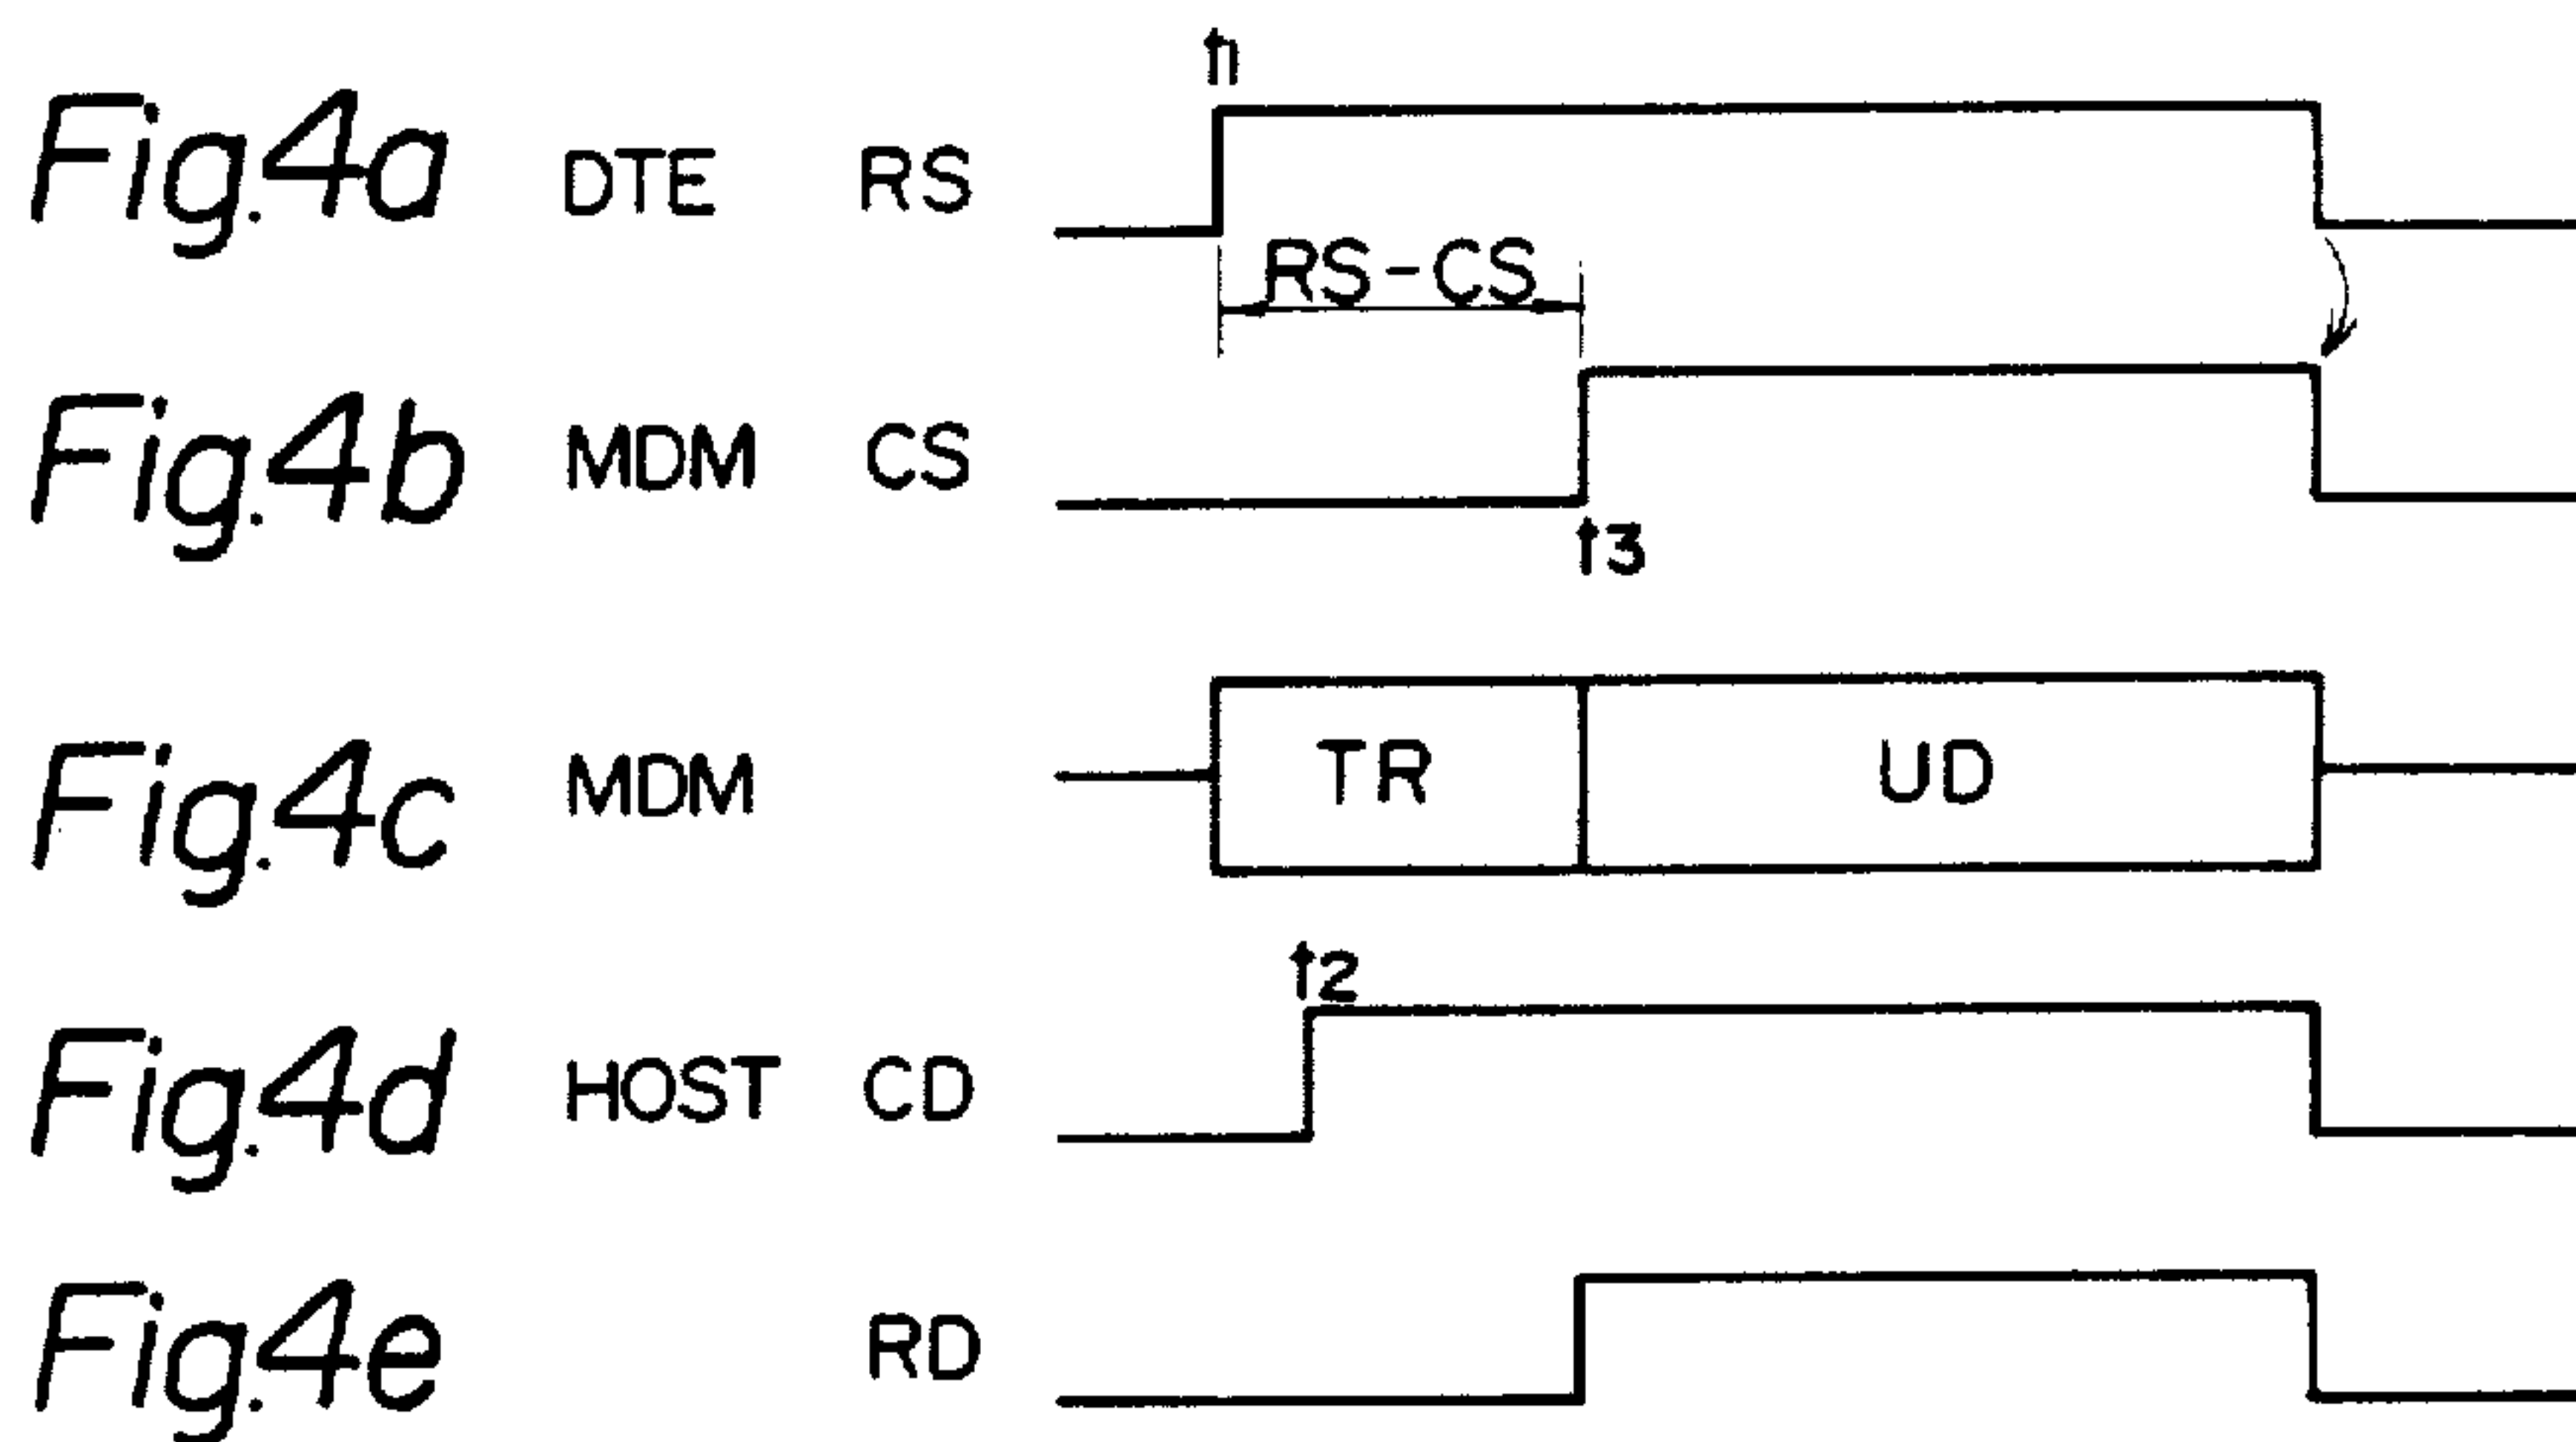 t1
Fig.4a DTE RS
RS-CS
Fig.4b MDM CS
t3
Fig.4c MDM TR UD
t2
Fig.4d HOST CD
Fig.4e RD